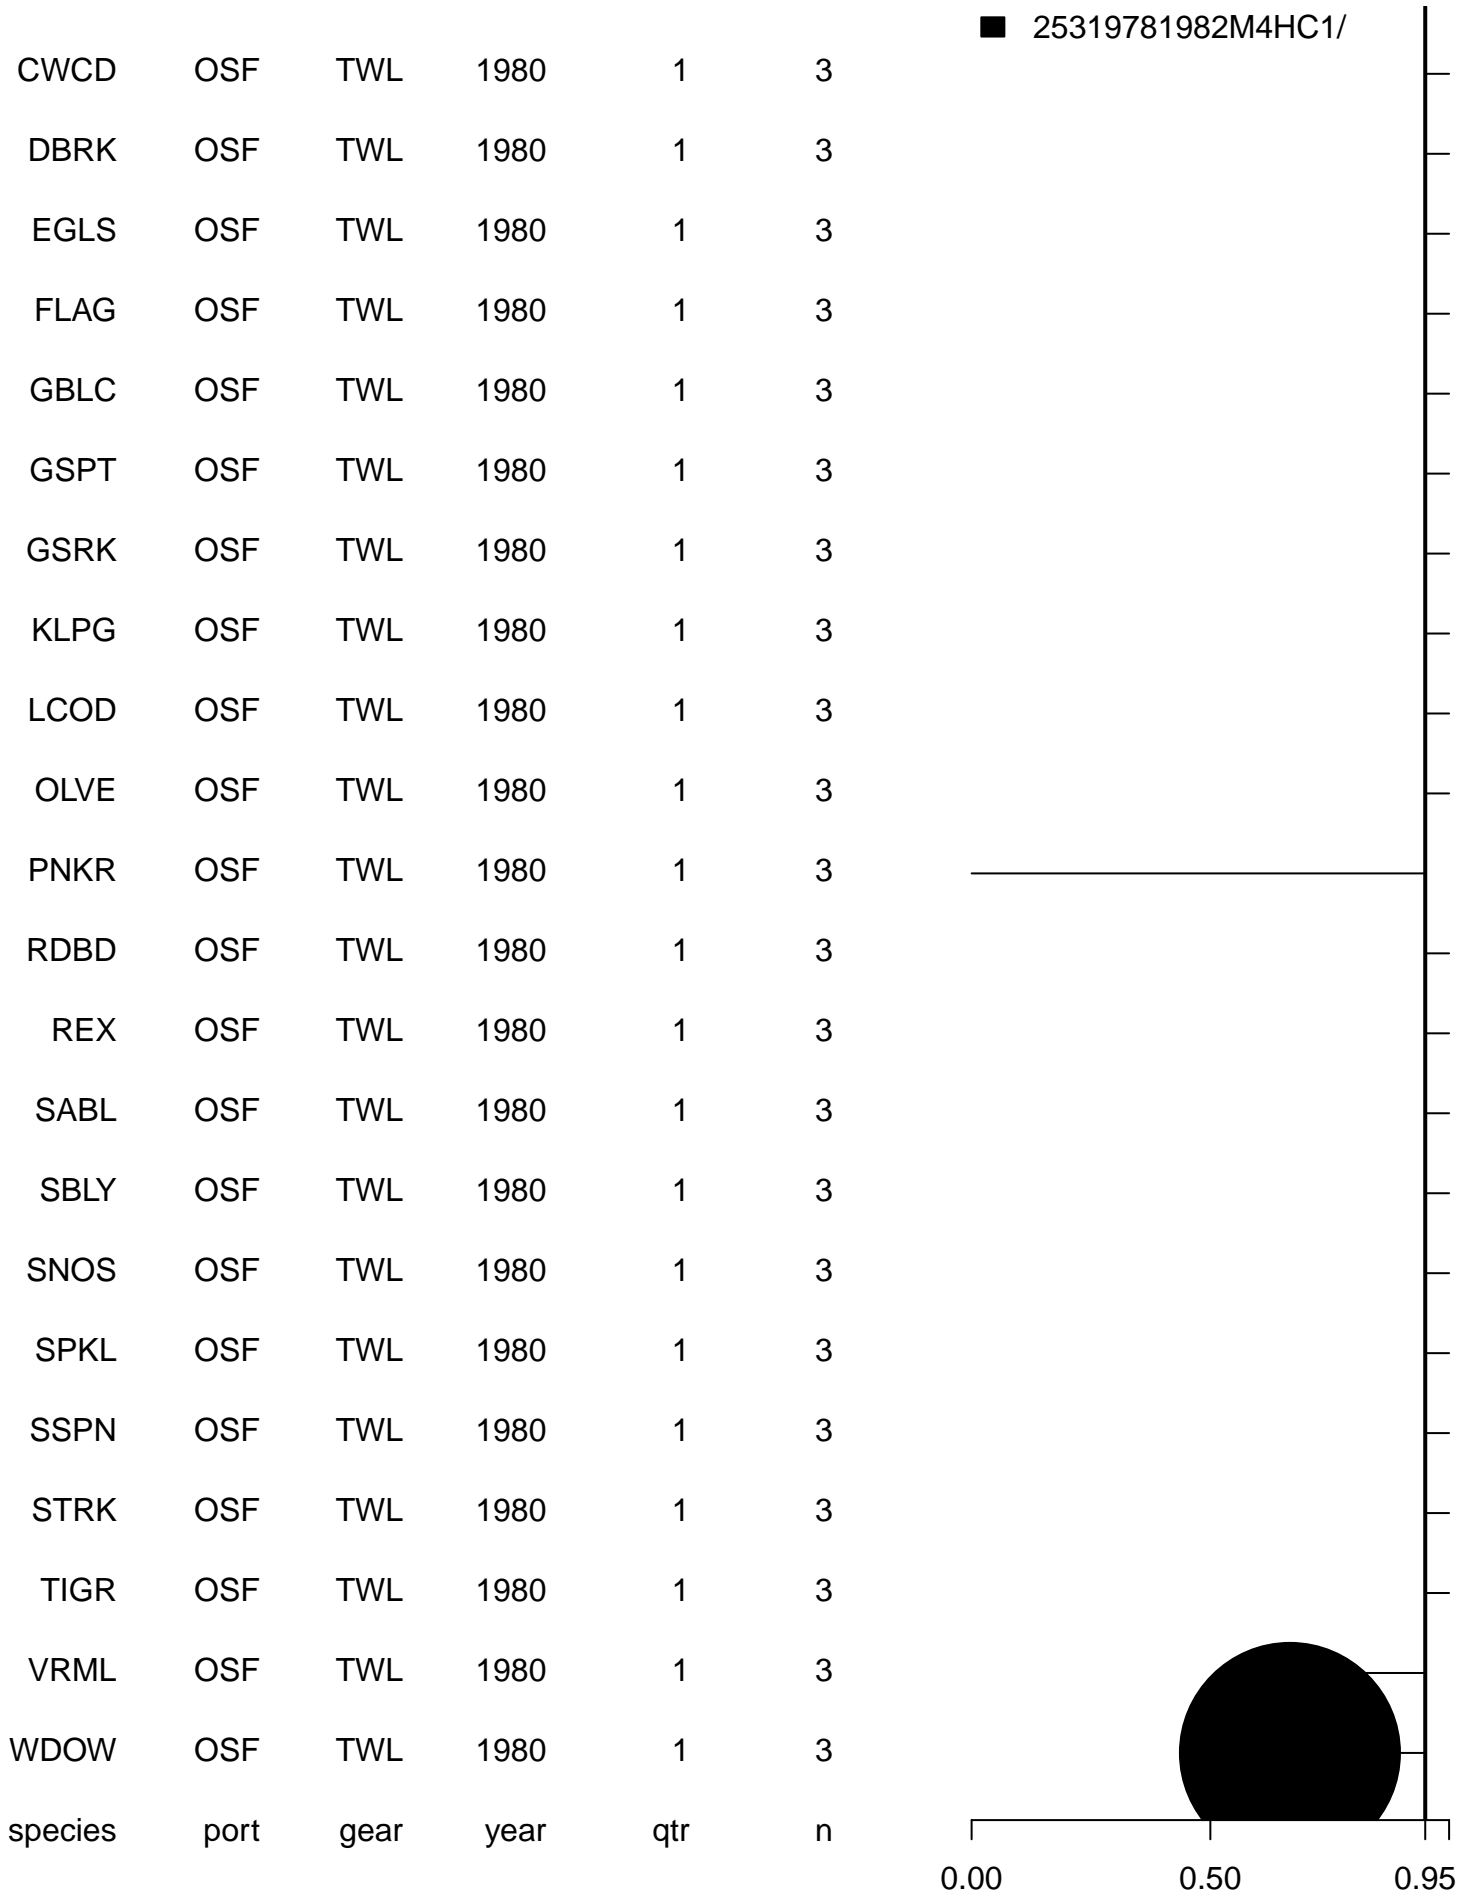 25319781982M4HC1/
CWCD OSF TWL 1980 1 3
DBRK OSF TWL 1980 1 3
EGLS OSF TWL 1980 1 3
FLAG OSF TWL 1980 1 3
GBLC OSF TWL 1980 1 3
GSPT OSF TWL 1980 1 3
GSRK OSF TWL 1980 1 3
KLPG OSF TWL 1980 1 3
LCOD OSF TWL 1980 1 3
OLVE OSF TWL 1980 1 3
PNKR OSF TWL 1980 1 3
RDBD OSF TWL 1980 1 3
REX OSF TWL 1980 1 3
SABL OSF TWL 1980 1 3
SBLY OSF TWL 1980 1 3
SNOS OSF TWL 1980 1 3
SPKL OSF TWL 1980 1 3
SSPN OSF TWL 1980 1 3
STRK OSF TWL 1980 1 3
TIGR OSF TWL 1980 1 3
VRML OSF TWL 1980 1 3
WDOW OSF TWL 1980 1 3
species port gear year qtr n
0.00 0.50 0.95